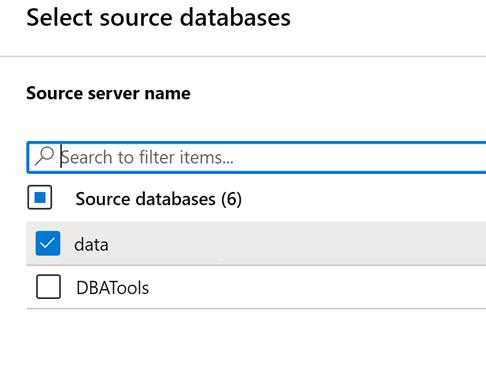 Select source databases
Source server name
Search to filter items...
Source databases (6)
data
DBATools